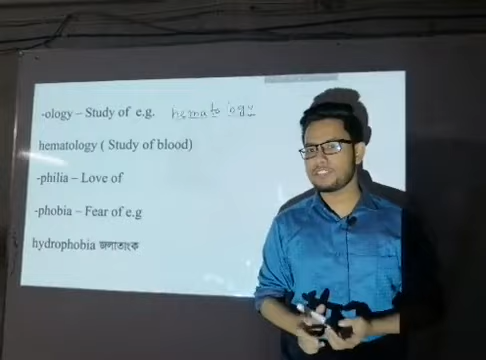 -ology – Study of e.g. hematology
hematology ( Study of blood)
-philia – Love of
-phobia – Fear of e.g
hydrophobia জলাতংক